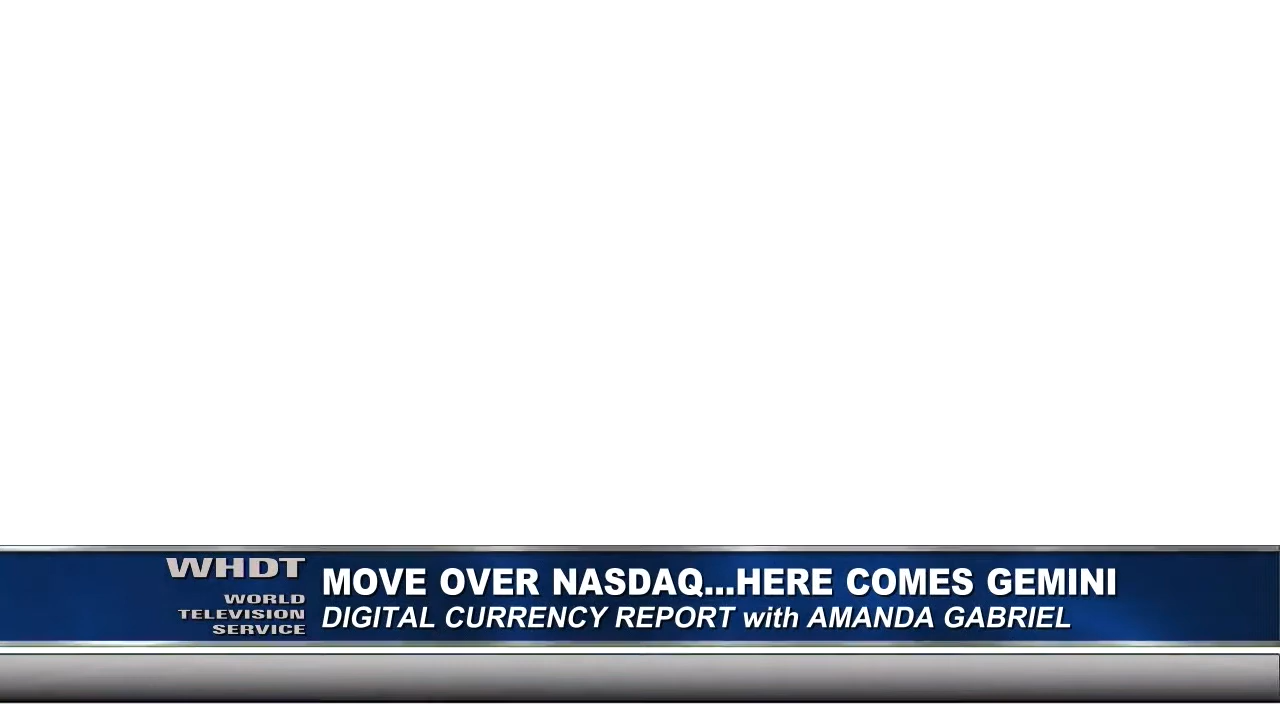 WHDT
WORLD
TELEVISION
SERVICE
MOVE OVER NASDAQ...HERE COMES GEMINI
DIGITAL CURRENCY REPORT with AMANDA GABRIEL